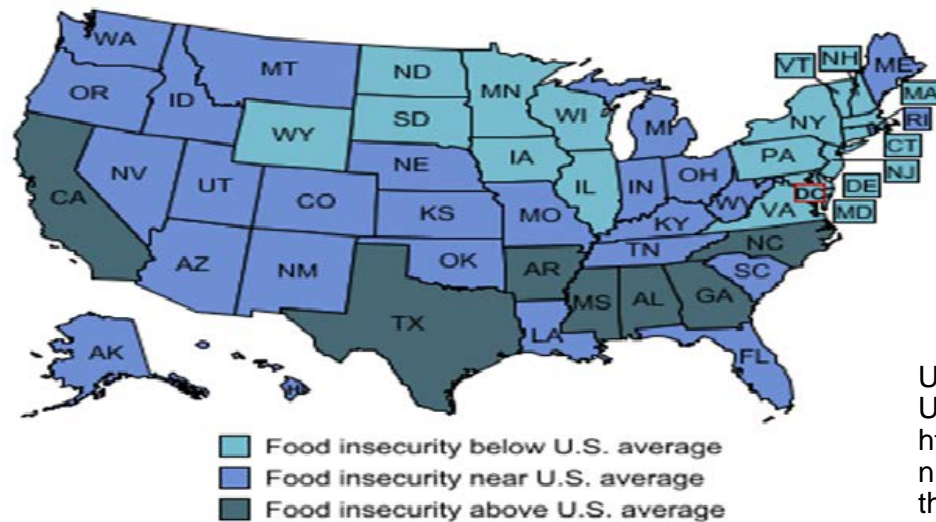 WA
MT
ND
MN
VT
NH
ME
MA
OR
ID
WY
SD
WI
MI
NY
RI
CT
NV
NE
IA
IL
IN
OH
PA
NJ
CA
UT
CO
KS
MO
KY
WV
VA
DC
DE
MD
AZ
NM
OK
AR
TN
NC
SC
TX
MS
AL
GA
LA
FL
AK
HI
Food insecurity below U.S. average
Food insecurity near U.S. average
Food insecurity above U.S. average
U
U
h
n
th